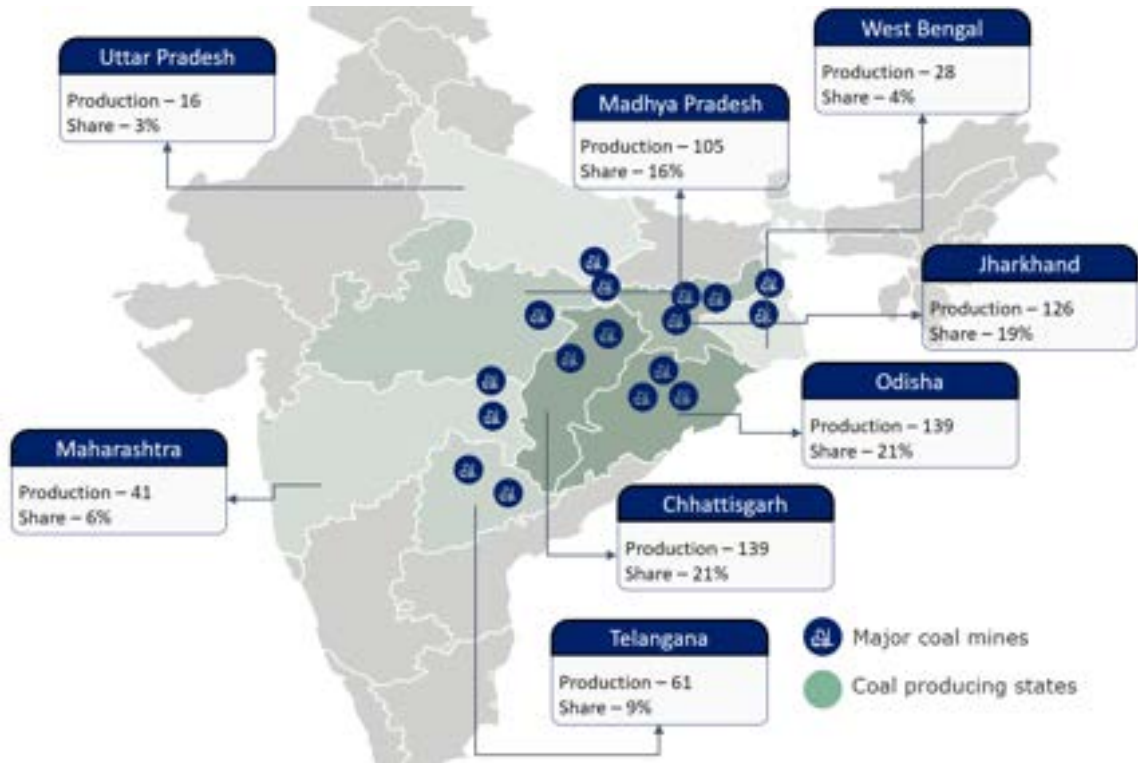 Uttar Pradesh
Production – 16
Share – 3%
West Bengal
Production – 28
Share – 4%
Madhya Pradesh
Production – 105
Share – 16%
Jharkhand
Production – 126
Share – 19%
Odisha
Production – 139
Share – 21%
Maharashtra
Production – 41
Share – 6%
Chhattisgarh
Production – 139
Share – 21%
Telangana
Production – 61
Share – 9%
Major coal mines
Coal producing states